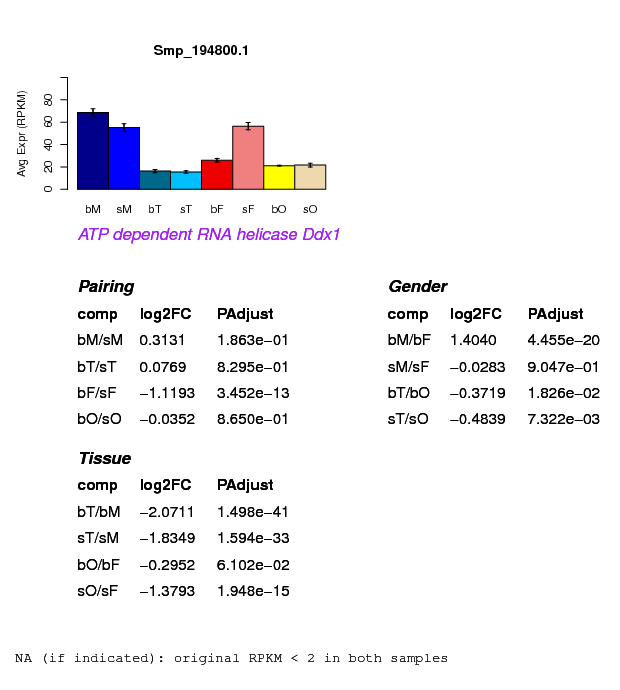 Smp_194800.1
Avg Expr (RPKM)
0 20 40 60 80
bM sM bT sT bF sF bO sO
ATP dependent RNA helicase Ddx1
Pairing
comp log2FC PAdjust
bM/sM 0.3131 1.863e−01
bT/sT 0.0769 8.295e−01
bF/sF −1.1193 3.452e−13
bO/sO −0.0352 8.650e−01
Gender
comp log2FC PAdjust
bM/bF 1.4040 4.455e−20
sM/sF −0.0283 9.047e−01
bT/bO −0.3719 1.826e−02
sT/sO −0.4839 7.322e−03
Tissue
comp log2FC PAdjust
bT/bM −2.0711 1.498e−41
sT/sM −1.8349 1.594e−33
bO/bF −0.2952 6.102e−02
sO/sF −1.3793 1.948e−15
NA (if indicated): original RPKM < 2 in both samples